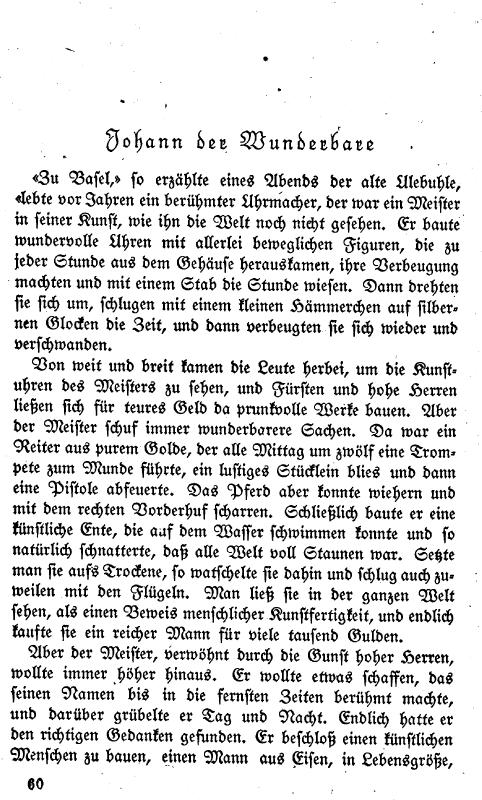 Johann der Wunderbare
«Zu Basel,» so erzählte eines Abends der alte Ulebuhle,
«lebte vor Jahren ein berühmter Uhrmacher, der war ein Meister
in seiner Kunst, wie ihn die Welt noch nicht gesehen. Er baute
wundervolle Uhren mit allerlei beweglichen Figuren, die zu
jeder Stunde aus dem Gehäuse herauskamen, ihre Verbeugung
machten und mit einem Stab die Stunde wiesen. Dann drehten
sie sich um, schlugen mit einem kleinen Hämmerchen auf silber-
nen Glocken die Zeit, und dann verbeugten sie sich wieder und
verschwanden.
Von weit und breit kamen die Leute herbei, um die Kunst-
uhren des Meisters zu sehen, und Fürsten und hohe Herren
ließen sich für teures Geld da prunkvolle Werke bauen. Aber
der Meister schuf immer wunderbarere Sachen. Da war ein
Reiter aus purem Golde, der alle Mittag um zwölf eine Trom-
pete zum Munde führte, ein lustiges Stücklein blies und dann
eine Pistole abfeuerte. Das Pferd aber konnte wiehern und
mit dem rechten Vorderhuf scharren. Schließlich baute er eine
künstliche Ente, die auf dem Wasser schwimmen konnte und so
natürlich schnatterte, daß alle Welt voll Staunen war. Setzte
man sie aufs Trockene, so watschelte sie dahin und schlug auch zu-
weilen mit den Flügeln. Man ließ sie in der ganzen Welt
sehen, als einen Beweis menschlicher Kunstfertigkeit, und endlich
kaufte sie ein reicher Mann für viele tausend Gulden.
Aber der Meister, verwöhnt durch die Gunst hoher Herren,
wollte immer höher hinaus. Er wollte etwas schaffen, das
seinen Namen bis in die fernsten Zeiten berühmt machte,
und darüber grübelte er Tag und Nacht. Endlich hatte er
den richtigen Gedanken gefunden. Er beschloß einen künstlichen
Menschen zu bauen, einen Mann aus Eisen, in Lebensgröße,
60